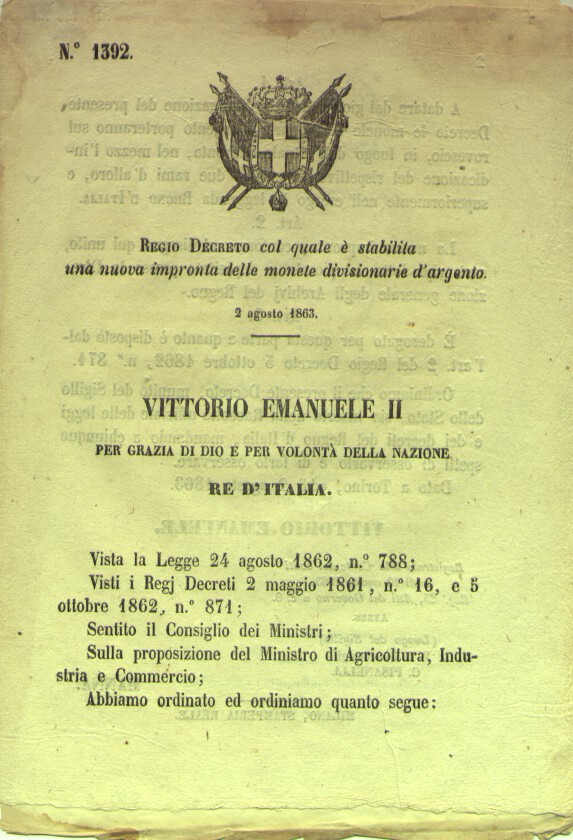 N.° 1392.
REGIO DECRETO col quale è stabilita
una nuova impronta delle monete divisionarie d'argento.
2 agosto 1863.
VITTORIO EMANUELE II
PER GRAZIA DI DIO E PER VOLONTÀ DELLA NAZIONE
RE D'ITALIA.
Vista la Legge 24 agosto 1862, n.° 788;
Visti i Regj Decreti 2 maggio 1861, n.° 16, e 5
ottobre 1862, n.° 871;
Sentito il Consiglio dei Ministri;
Sulla proposizione del Ministro di Agricoltura, Indu-
stria e Commercio;
Abbiamo ordinato ed ordiniamo quanto segue: